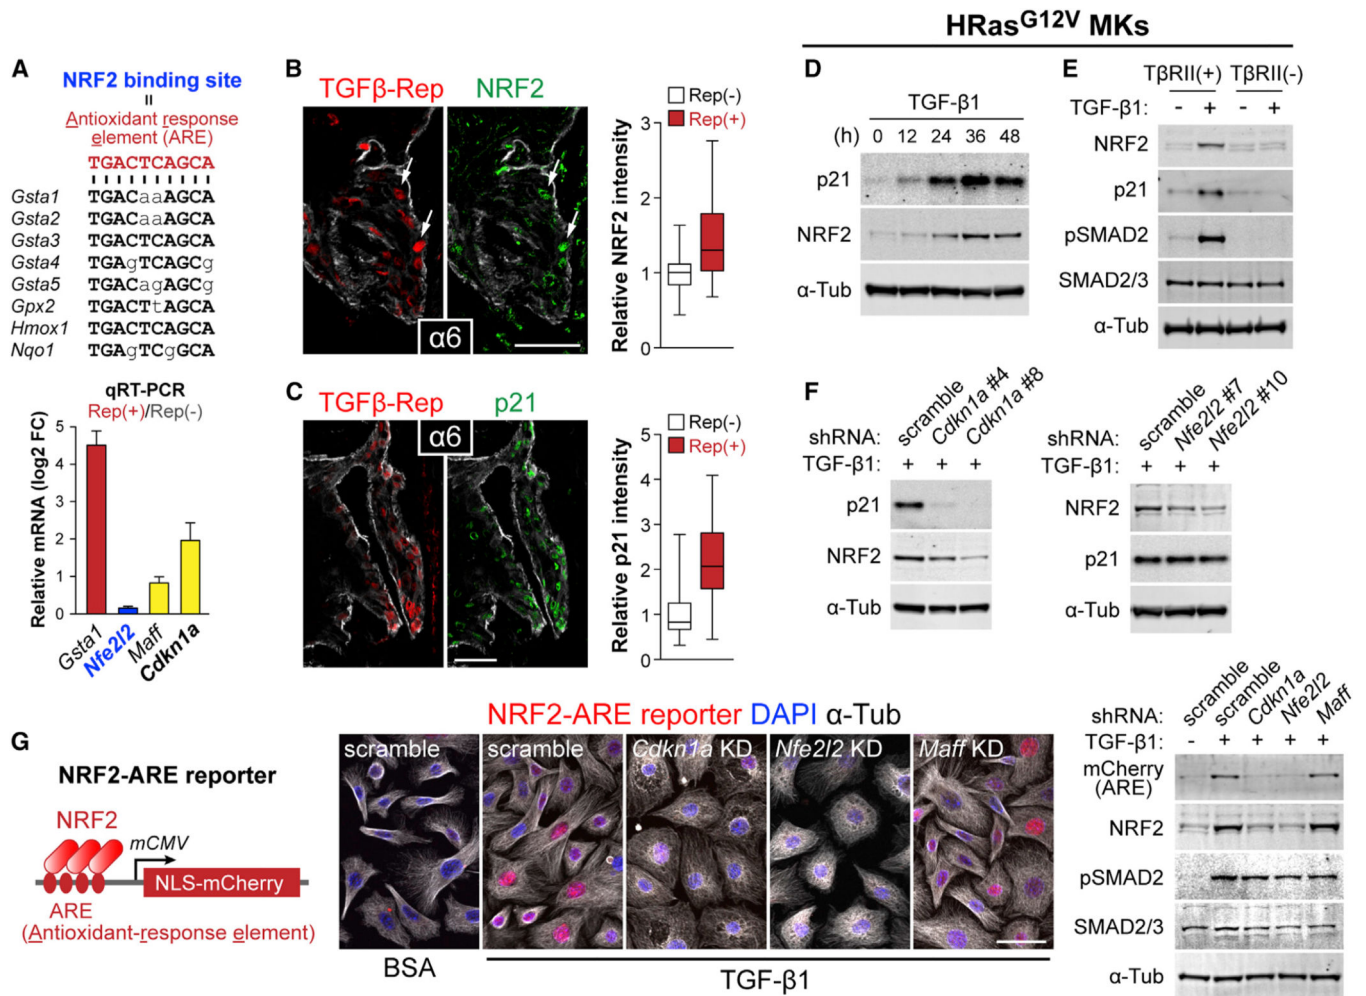 HRasG12V MKs
A
NRF2 binding site
=
Antioxidant response
element (ARE)
TGACTCAGCA
Gsta1 TGACaaAGCA
Gsta2 TGACaaAGCA
Gsta3 TGACTCAGCA
Gsta4 TGAgTCAGCg
Gsta5 TGACagAGCg
Gpx2 TGACTtAGCA
Hmox1 TGACTCAGCA
Nqo1 TGAgTCgGCA
qRT-PCR
Rep(+)/Rep(-)
Relative mRNA (log2 FC)
5
4
3
2
1
0
Gsta1
Nfe2l2
Maff
Cdkn1a
B
TGFβ-Rep NRF2
α6
Rep(-)
Rep(+)
Relative NRF2 intensity
3
2
1
0
C
TGFβ-Rep p21
α6
Rep(-)
Rep(+)
Relative p21 intensity
5
4
3
2
1
0
D
TGF-β1
(h) 0 12 24 36 48
p21
NRF2
α-Tub
E
TβRII(+) TβRII(-)
TGF-β1: - + - +
NRF2
p21
pSMAD2
SMAD2/3
α-Tub
F
shRNA: scramble Cdkn1a #4 Cdkn1a #8
TGF-β1: + + +
p21
NRF2
α-Tub
shRNA: scramble Nfe2l2 #7 Nfe2l2 #10
TGF-β1: + + +
NRF2
p21
α-Tub
G
NRF2-ARE reporter
NRF2
mCMV
NLS-mCherry
ARE
(Antioxidant-response element)
NRF2-ARE reporter DAPI α-Tub
scramble scramble Cdkn1a KD Nfe2l2 KD Maff KD
BSA
TGF-β1
shRNA: scramble scramble Cdkn1a Nfe2l2 Maff
TGF-β1: - + + + +
mCherry
(ARE)
NRF2
pSMAD2
SMAD2/3
α-Tub